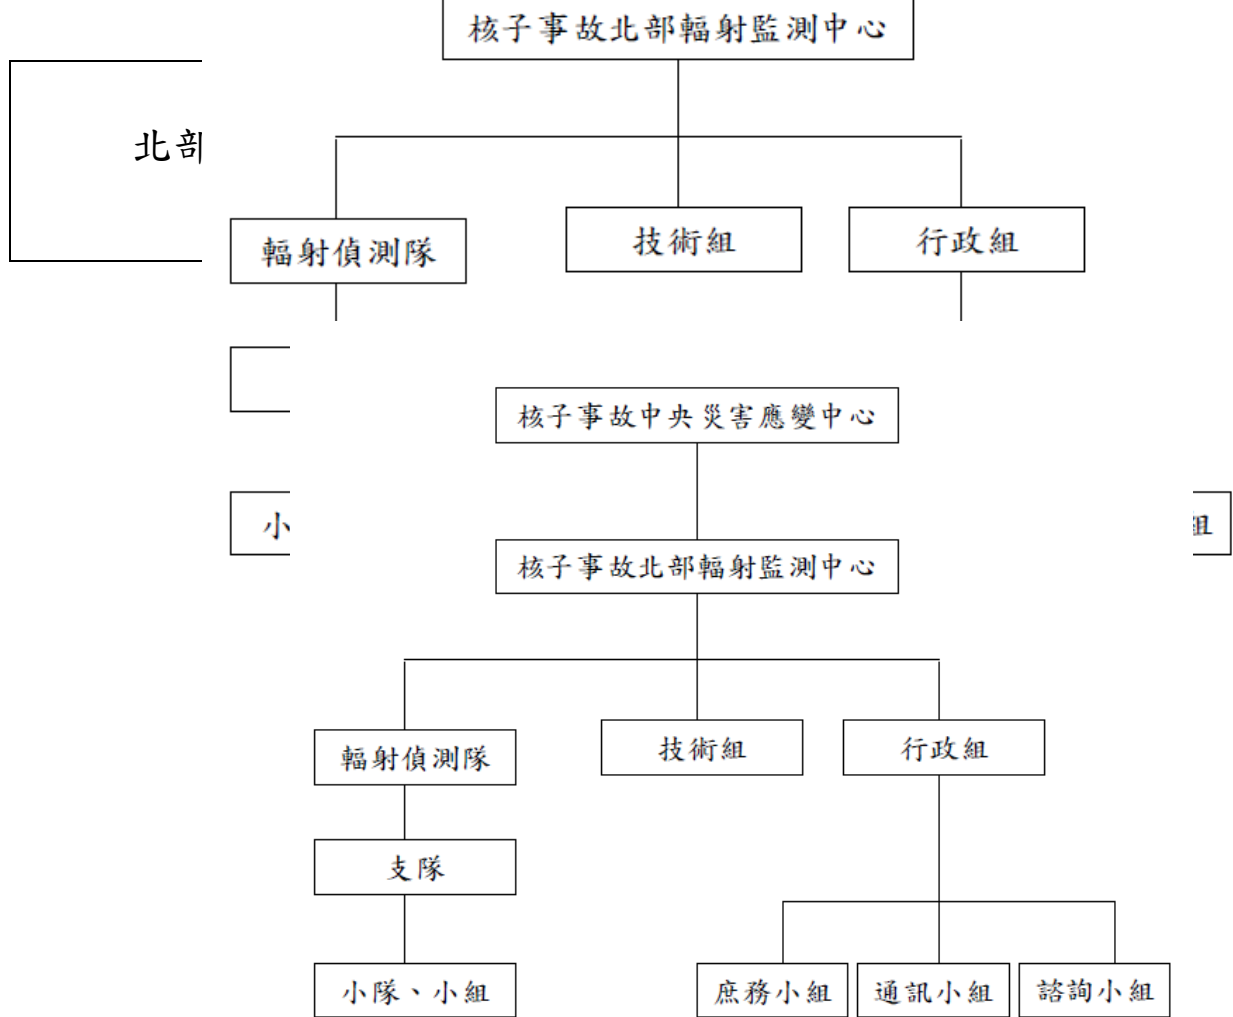 核子事故北部輻射監測中心
北部
輻射偵測隊
技術組
行政組
核子事故中央災害應變中心
小
組
核子事故北部輻射監測中心
輻射偵測隊
技術組
行政組
支隊
小隊、小組
庶務小組
通訊小組
諮詢小組